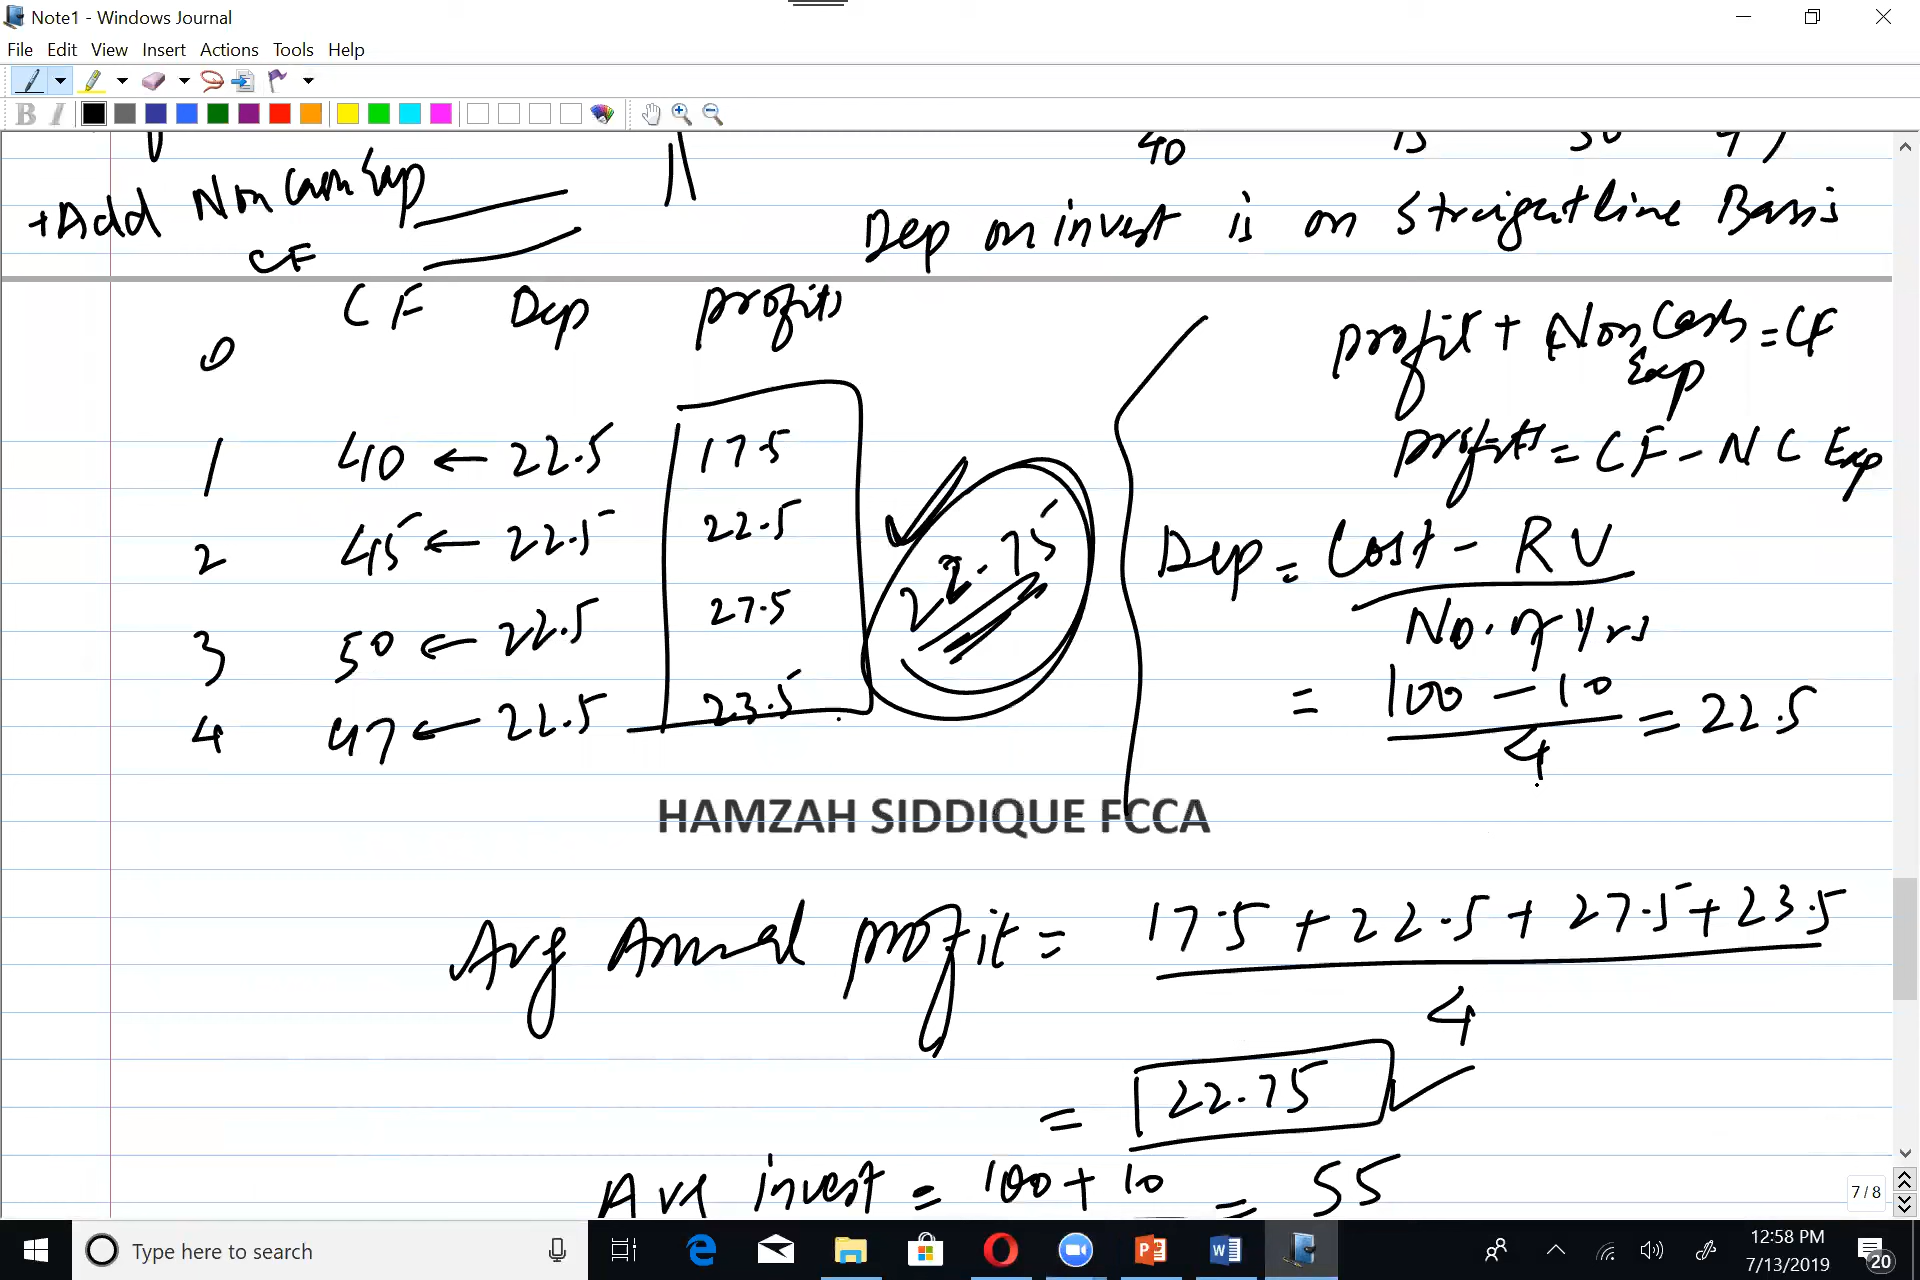 Note1 - Windows Journal
File Edit View Insert Actions Tools Help
B I
40 15 50 47
+Add Non Cash Exp
CF
Dep on invest is on Straightline Basis
CF Dep profits
0
1 40 ← 22.5 17.5
2 45 ← 22.5 22.5
3 50 ← 22.5 27.5
4 47 ← 22.5 23.5
22.75
profit + Non Cash Exp = CF
profits = CF - NC Exp
Dep = Cost - RV
No. of Yrs
= 100 - 10 = 22.5
4
HAMZAH SIDDIQUE FCCA
Avg Annual profit = 17.5 + 22.5 + 27.5 + 23.5
4
= 22.75
Avg invest = 100 + 10 = 55
7 / 8
Type here to search
12:58 PM
7/13/2019
20